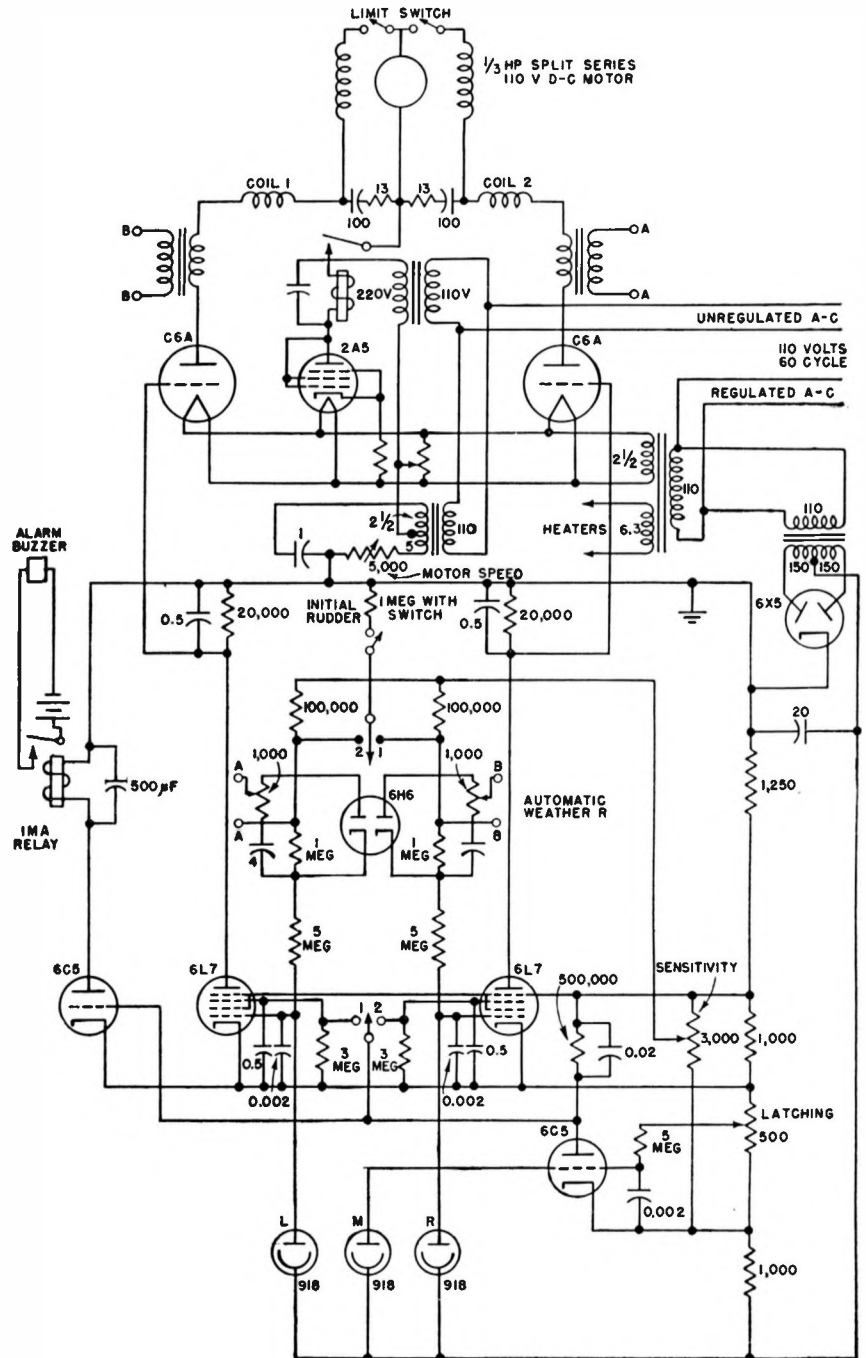 LIMIT SWITCH
1/3 HP SPLIT SERIES
110 V D-C MOTOR
COIL 1
13
13
COIL 2
100
100
B
B
A
A
220V
110V
UNREGULATED A-C
C6A
2A5
C6A
110 VOLTS
60 CYCLE
REGULATED A-C
2 1/2
110
2 1/2
110
HEATERS
6.3
110
150
150
ALARM
BUZZER
1
5
5,000
MOTOR SPEED
6X5
0.5
20,000
INITIAL
RUDDER
1 MEG WITH
SWITCH
0.5
20,000
100,000
100,000
20
2
1
A
1,000
1,000
B
1,250
500 µF
6H6
AUTOMATIC
WEATHER R
1MA
RELAY
A
B
4
1
MEG
1
MEG
4
5
MEG
5
MEG
6C5
6L7
6L7
SENSITIVITY
500,000
1
2
3,000
1,000
0.5
3
MEG
3
MEG
0.5
0.02
0.002
0.002
LATCHING
6C5
5
MEG
500
0.002
L
M
R
918
918
918
1,000